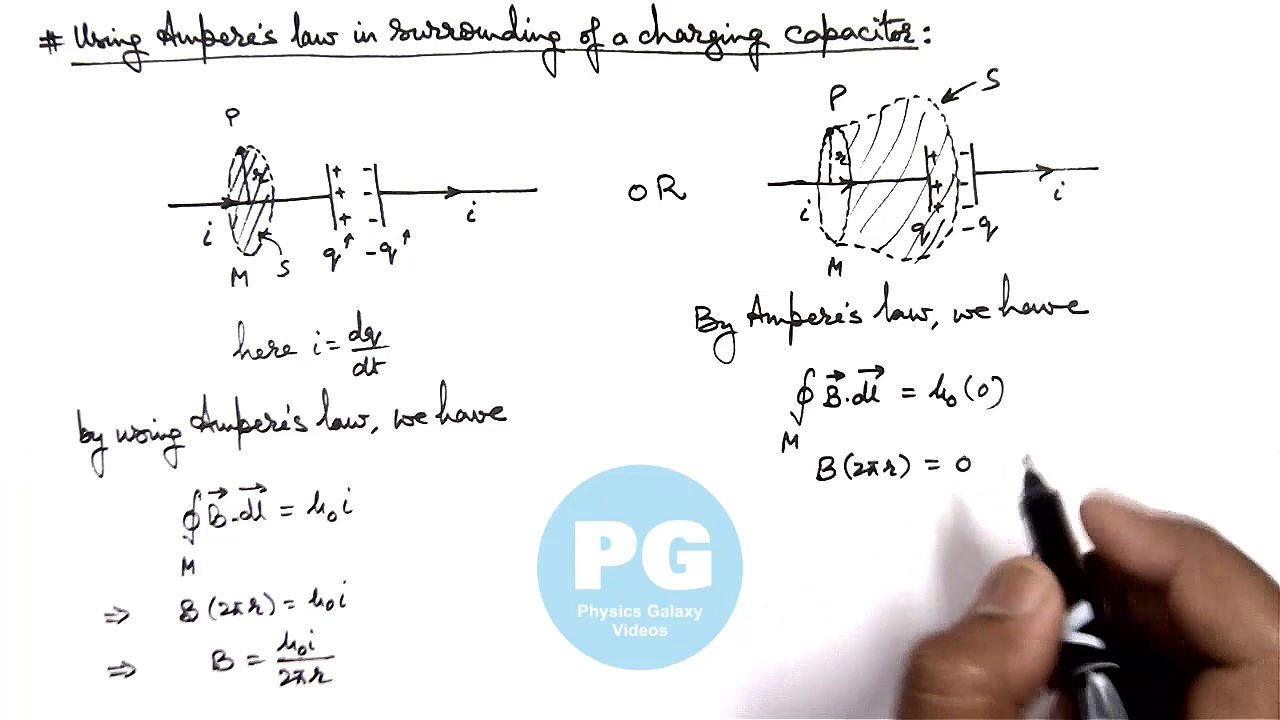 # Using Ampere's law in surrounding of a charging capacitor:
P
r
i
M
S
+
+
+
-
-
-
q↑
-q↑
i
OR
P
S
r
i
M
+
+
+
-
-
-
q
-q
i
here i = dq/dt
by using Ampere's law, we have
∮_M B⃗.dl⃗ = μ₀i
⇒ B(2πr) = μ₀i
⇒ B = μ₀i/2πr
By Ampere's law, we have
∮_M B⃗.dl⃗ = μ₀(0)
B(2πr) = 0
PG
Physics Galaxy
Videos